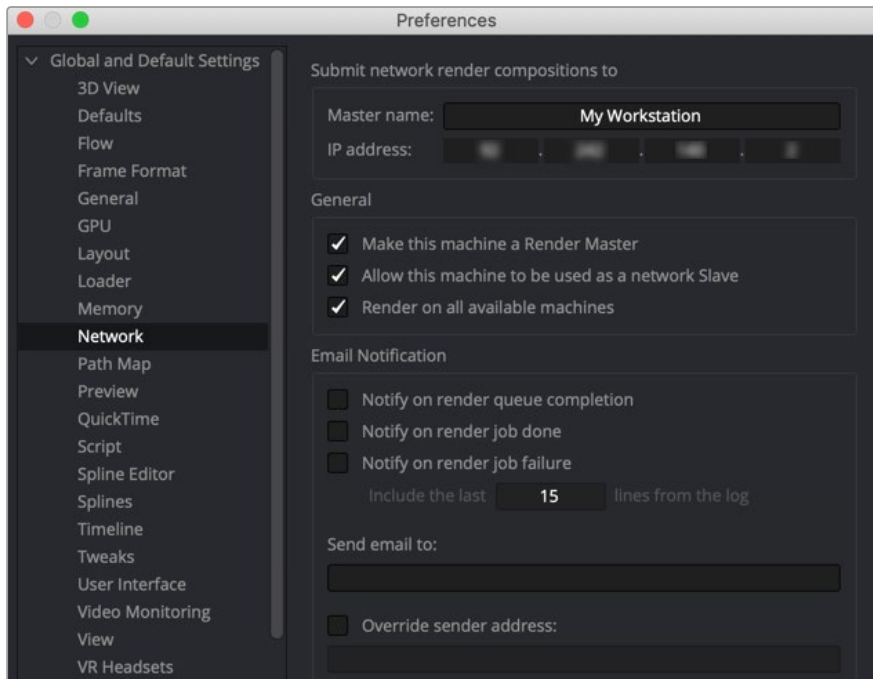 Preferences
Global and Default Settings
3D View
Defaults
Flow
Frame Format
General
GPU
Layout
Loader
Memory
Network
Path Map
Preview
QuickTime
Script
Spline Editor
Splines
Timeline
Tweaks
User Interface
Video Monitoring
View
VR Headsets
Submit network render compositions to
Master name: My Workstation
IP address: . . .
General
Make this machine a Render Master
Allow this machine to be used as a network Slave
Render on all available machines
Email Notification
Notify on render queue completion
Notify on render job done
Notify on render job failure
Include the last 15 lines from the log
Send email to:
Override sender address: